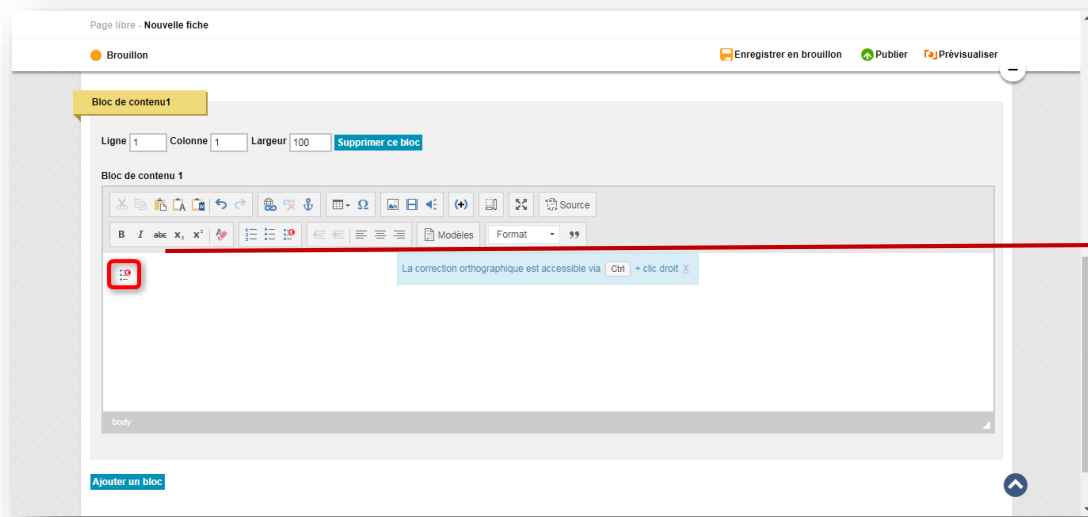 Page libre - Nouvelle fiche
Brouillon Enregistrer en brouillon Publier Prévisualiser
Bloc de contenu1
Ligne 1 Colonne 1 Largeur 100 Supprimer ce bloc
Bloc de contenu 1
Source
B I abc x₂ x² Modèles Format
La correction orthographique est accessible via Ctrl + clic droit X
body
Ajouter un bloc